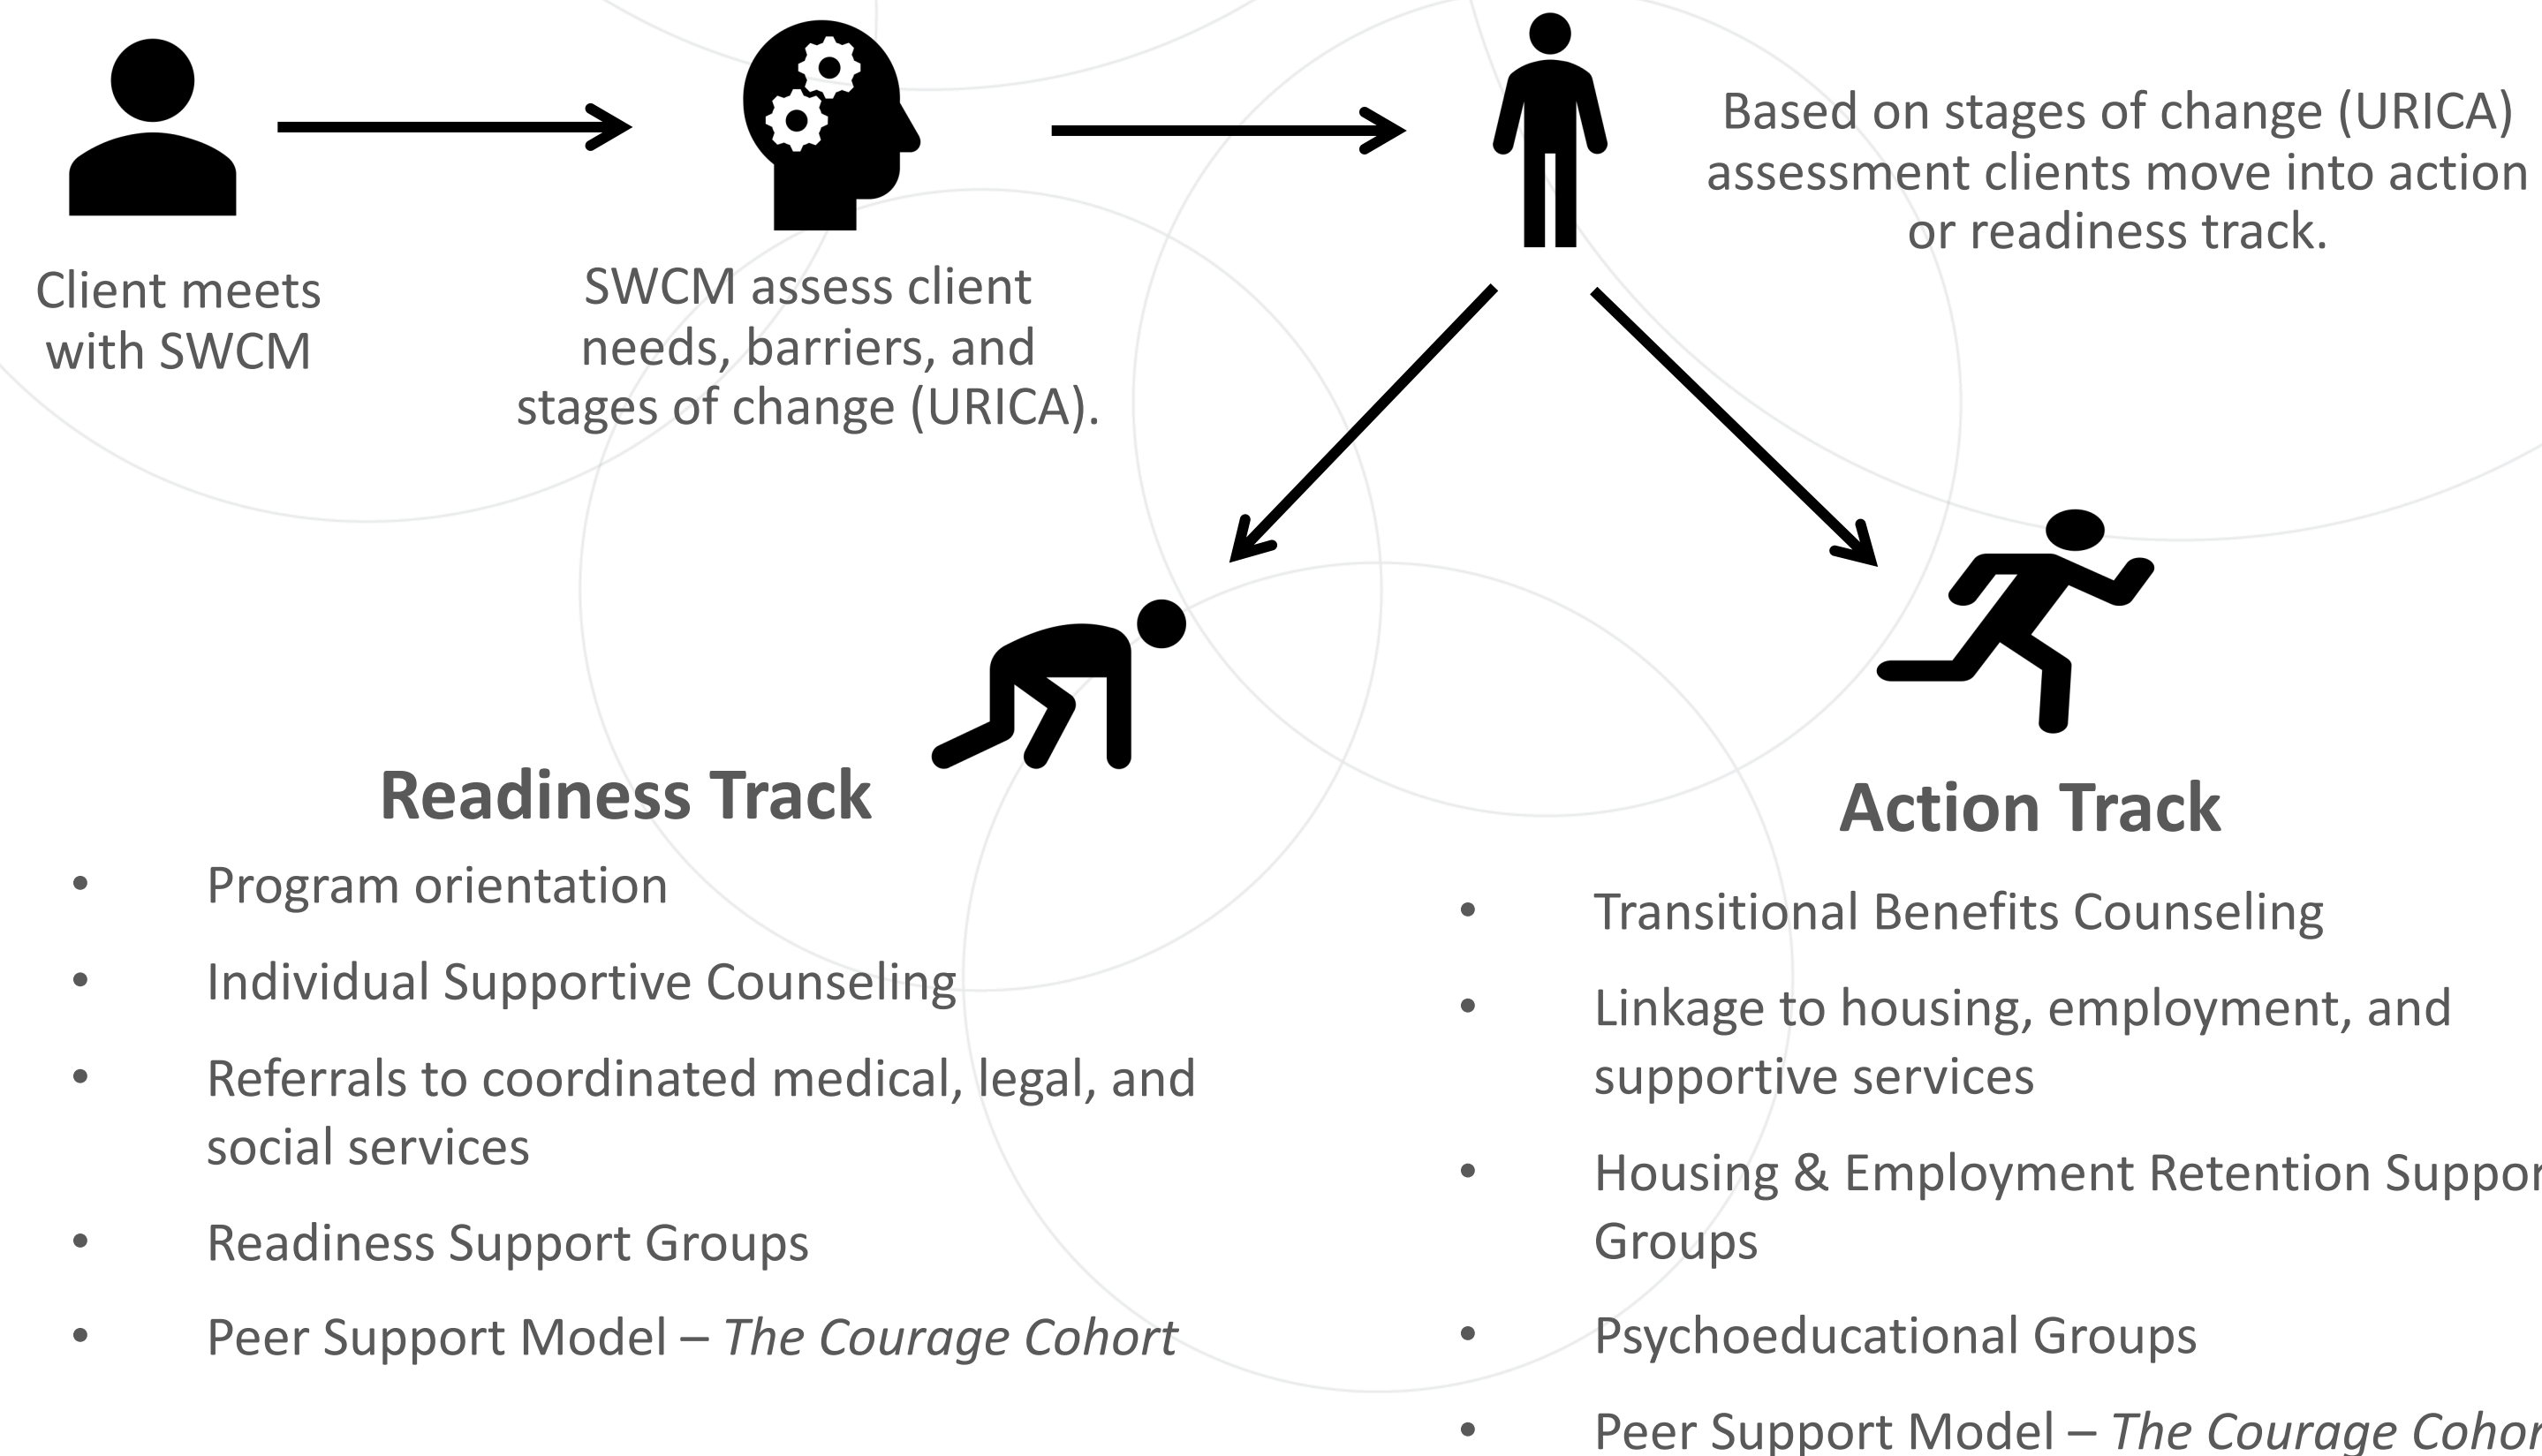 Client meets
with SWCM
SWCM assess client
needs, barriers, and
stages of change (URICA).
Based on stages of change (URICA)
assessment clients move into action
or readiness track.
Readiness Track
• Program orientation
• Individual Supportive Counseling
• Referrals to coordinated medical, legal, and
social services
• Readiness Support Groups
• Peer Support Model – The Courage Cohort
Action Track
• Transitional Benefits Counseling
• Linkage to housing, employment, and
supportive services
• Housing & Employment Retention Suppor
Groups
• Psychoeducational Groups
• Peer Support Model – The Courage Cohor